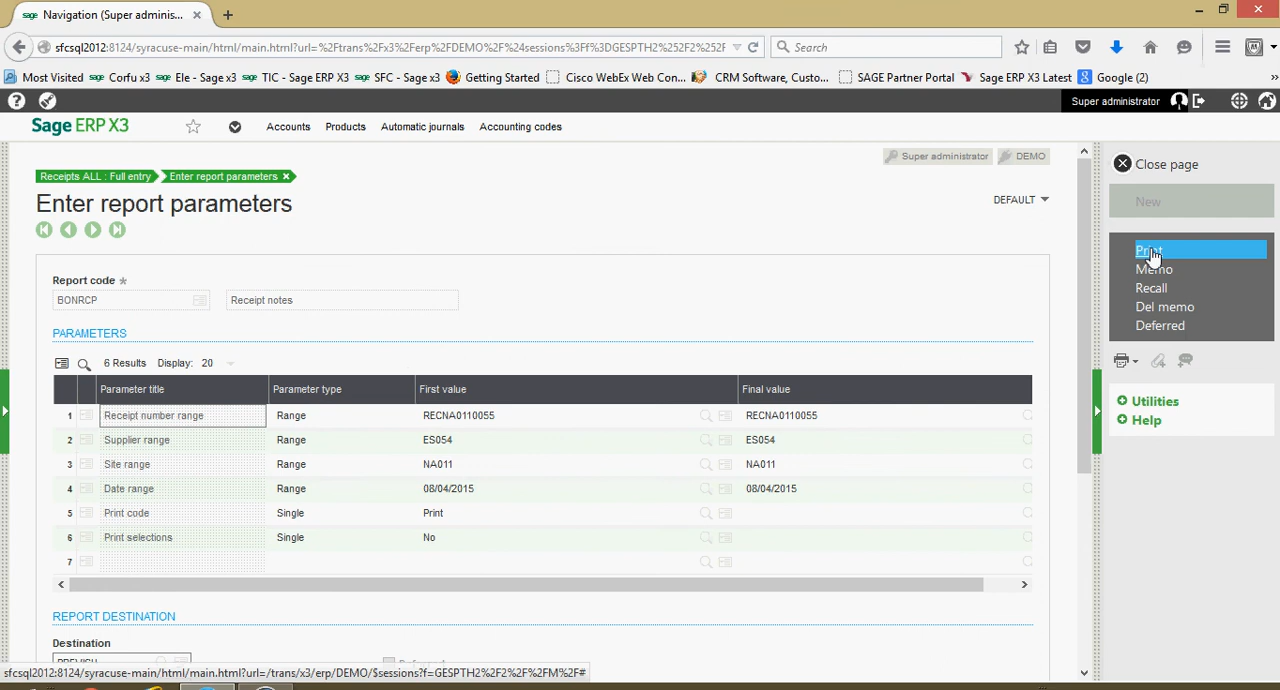 sage Navigation (Super adminis... × +
sfcsql2012:8124/syracuse-main/html/main.html?url=%2Ftrans%2Fx3%2Ferp%2FDEMO%2F%24sessions%3Ff%3DGESPTH2%252F2%252F%252F Search
Most Visited sage Corfu x3 sage Ele - Sage x3 sage TIC - Sage ERP X3 sage SFC - Sage x3 Getting Started Cisco WebEx Web Con... CRM Software, Custo... SAGE Partner Portal Sage ERP X3 Latest Google (2) »
Super administrator
Sage ERP X3 Accounts Products Automatic journals Accounting codes
Super administrator DEMO
Close page
Receipts ALL : Full entry Enter report parameters ×
Enter report parameters
DEFAULT
New
Print
Memo
Recall
Del memo
Deferred
Report code *
BONRCP Receipt notes
PARAMETERS
6 Results Display: 20
Utilities
Help
Parameter title Parameter type First value Final value
1 Receipt number range Range RECNA0110055 RECNA0110055
2 Supplier range Range ES054 ES054
3 Site range Range NA011 NA011
4 Date range Range 08/04/2015 08/04/2015
5 Print code Single Print
6 Print selections Single No
7
REPORT DESTINATION
Destination
sfcsql2012:8124/syracuse-main/html/main.html?url=/trans/x3/erp/DEMO/$sessions?f=GESPTH2%2F2%2F%2FM%2F#